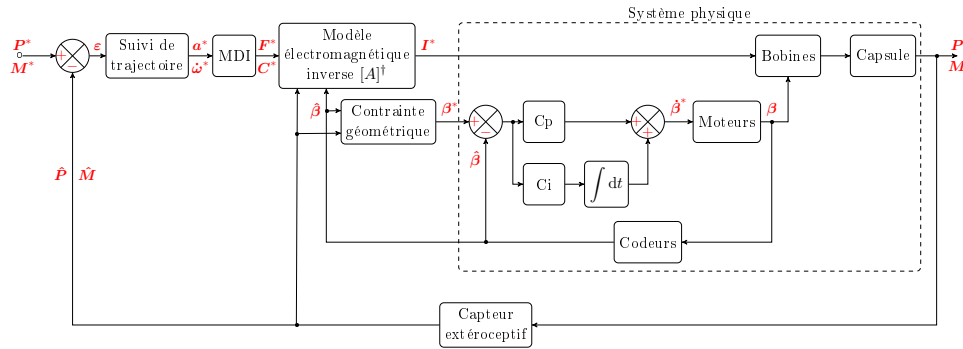 Système physique
P* M*
+
−
ε
Suivi de
trajectoire
a*
ω̇*
MDI
F*
C*
Modèle
électromagnétique
inverse [A]†
I*
Bobines
Capsule
P
M
β̂
Contrainte
géométrique
β*
+
−
β̂
Cp
+
+
β̇*
Moteurs
β
Ci
∫ dt
P̂ M̂
Codeurs
Capteur
extéroceptif